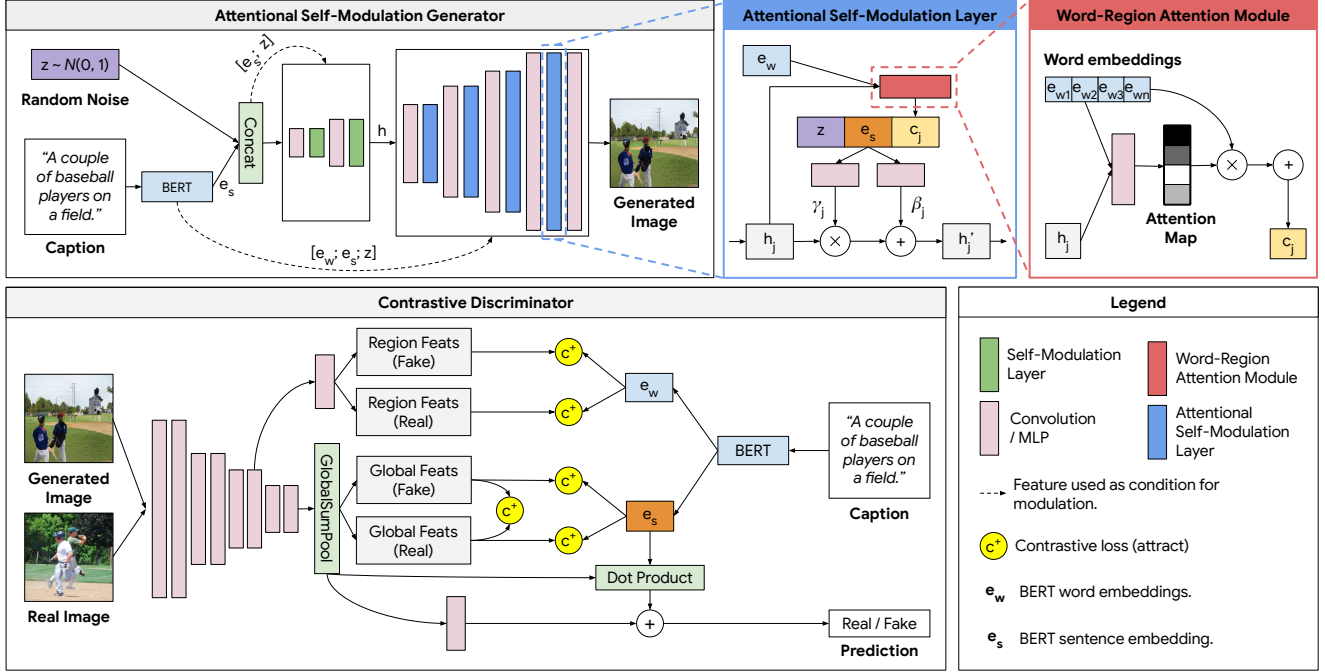 Attentional Self-Modulation Generator
z ~ N(0, 1)
Random Noise
“A couple
of baseball
players on
a field.”
Caption
BERT
e_s
Concat
[e_s; z]
h
[e_w; e_s; z]
Generated
Image
Attentional Self-Modulation Layer
e_w
z
e_s
c_j
γ_j
β_j
h_j
×
+
h_j'
Word-Region Attention Module
Word embeddings
e_w1 e_w2 e_w3 e_wn
h_j
Attention
Map
×
+
c_j
Contrastive Discriminator
Generated
Image
Real Image
GlobalSumPool
Region Feats
(Fake)
Region Feats
(Real)
Global Feats
(Fake)
Global Feats
(Real)
c⁺
c⁺
c⁺
c⁺
c⁺
e_w
e_s
BERT
“A couple
of baseball
players on
a field.”
Caption
Dot Product
+
Real / Fake
Prediction
Legend
Self-Modulation
Layer
Word-Region
Attention Module
Convolution
/ MLP
Attentional
Self-Modulation
Layer
Feature used as condition for
modulation.
c⁺ Contrastive loss (attract)
e_w BERT word embeddings.
e_s BERT sentence embedding.